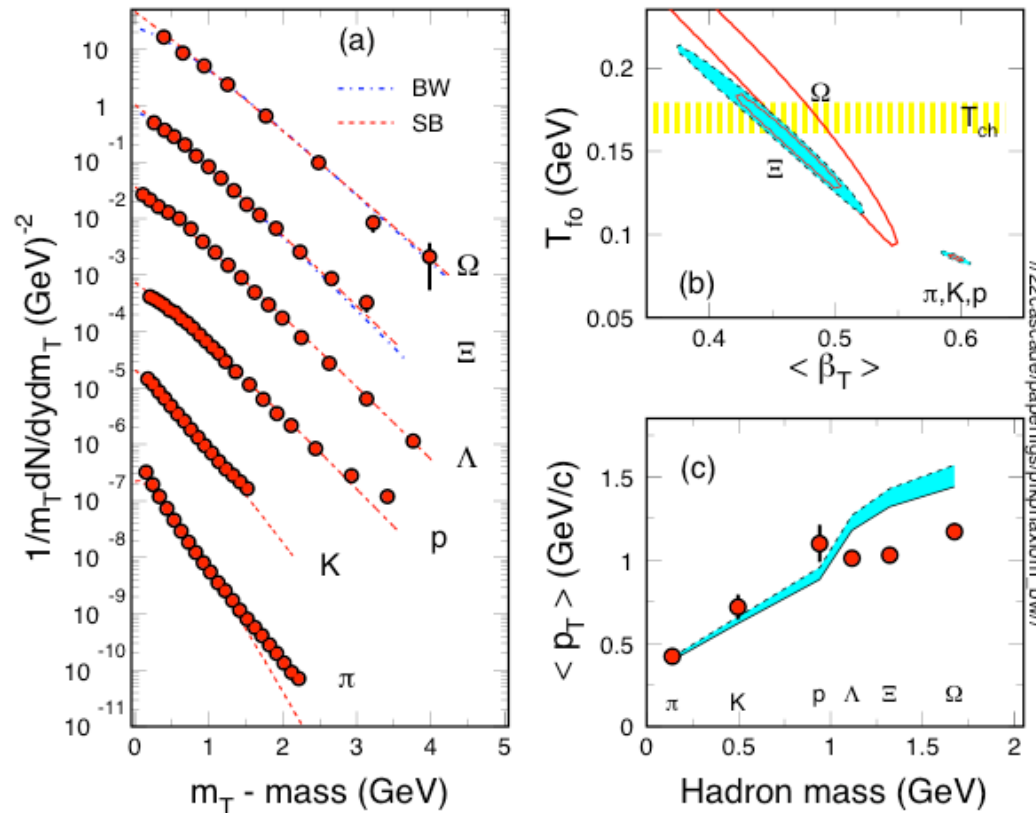 (a)
BW
SB
10
1
10 -1
10 -2
10 -3
10 -4
10 -5
10 -6
10 -7
10 -8
10 -9
10 -10
10 -11
Ω
Ξ
Λ
p
K
π
0 1 2 3 4 5
m_T - mass (GeV)
1/m_T dN/dydm_T (GeV)^-2
0.2
0.15
0.1
0.05
T_fo (GeV)
Ω
T_ch
Ξ
(b)
π,K,p
0.4 0.5 0.6
< β_T >
(c)
1.5
1
0.5
0
< p_T > (GeV/c)
π K p Λ Ξ Ω
0 0.5 1 1.5 2
Hadron mass (GeV)